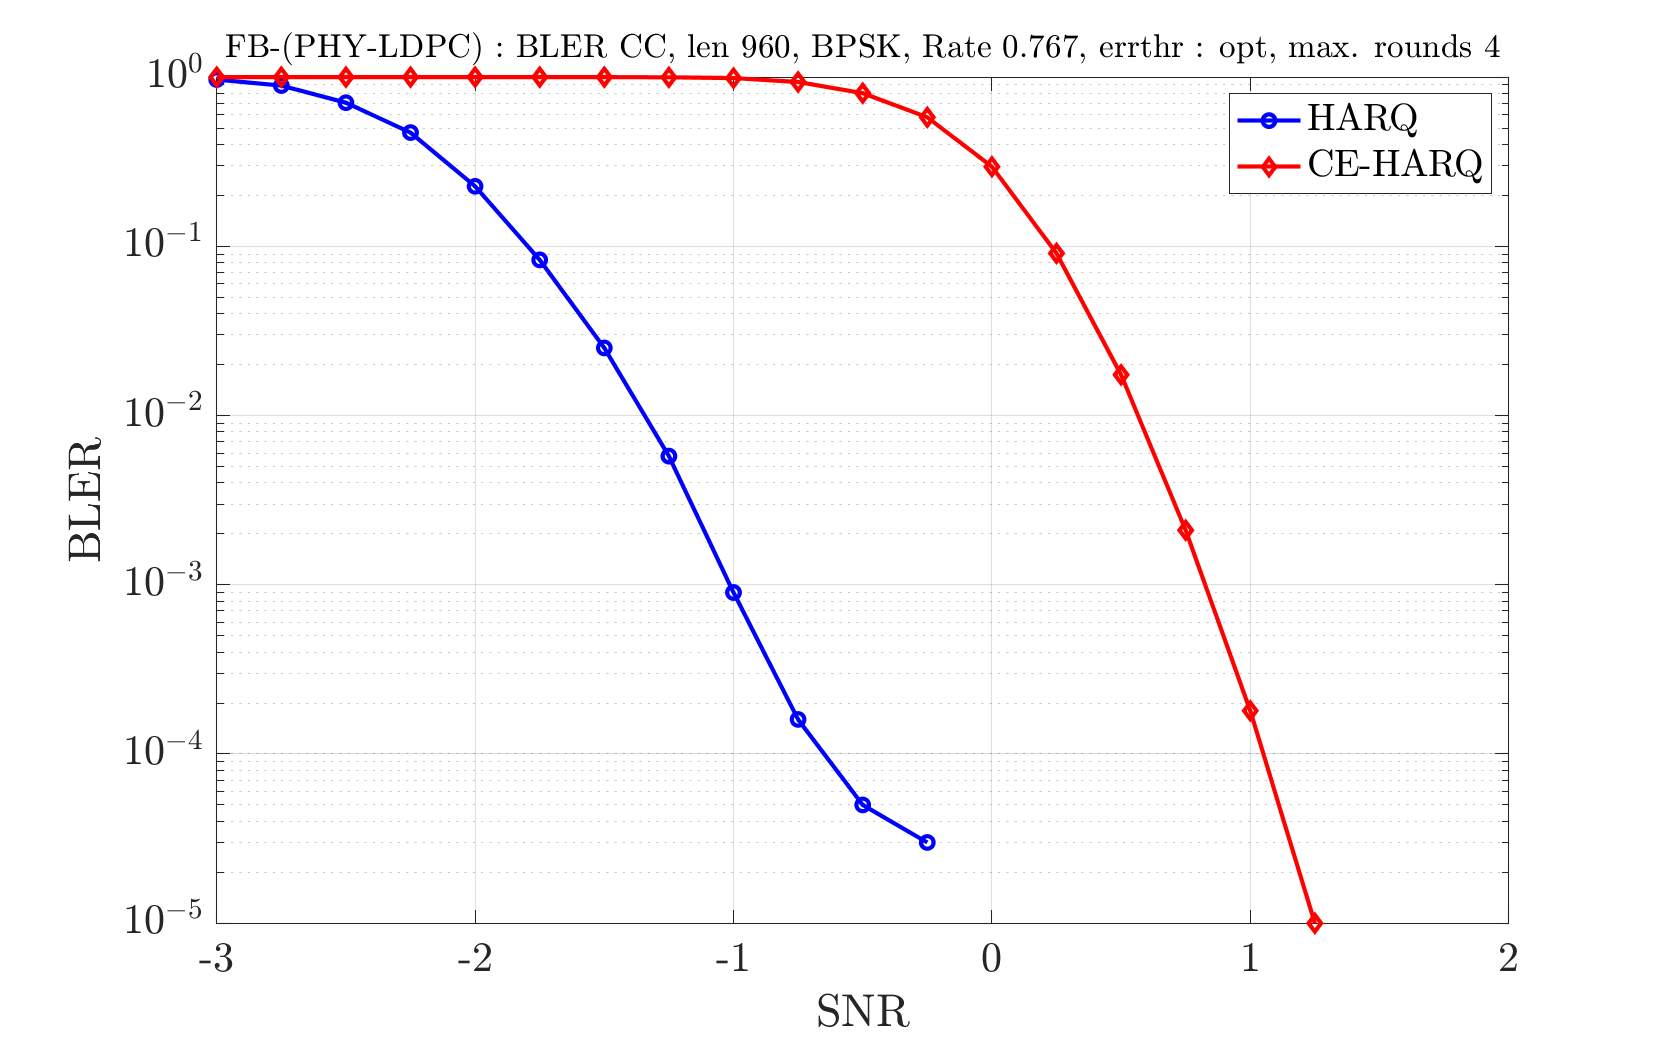 FB-(PHY-LDPC) : BLER CC, len 960, BPSK, Rate 0.767, errthr : opt, max. rounds 4
HARQ
CE-HARQ
BLER
10^0
10^-1
10^-2
10^-3
10^-4
10^-5
-3 -2 -1 0 1 2
SNR